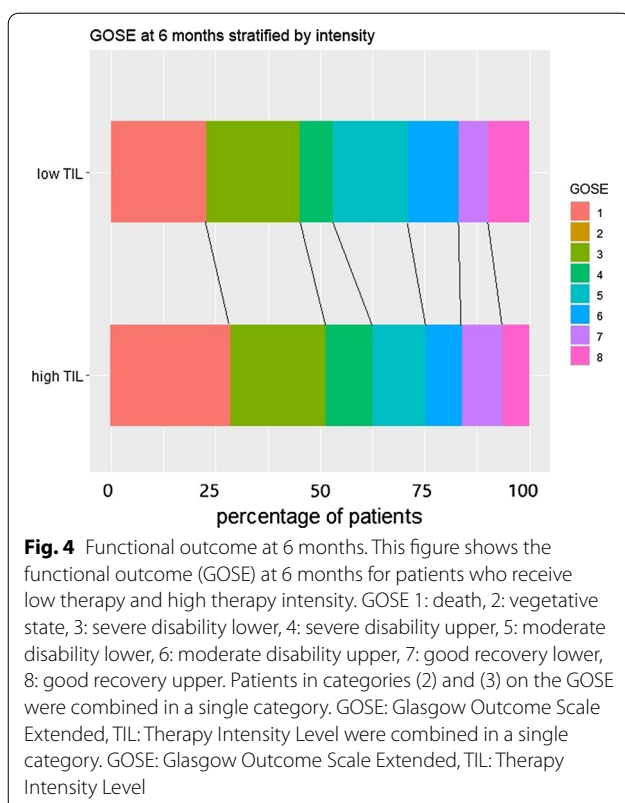 GOSE at 6 months stratified by intensity
low TIL
high TIL
0 25 50 75 100
percentage of patients
GOSE
1
2
3
4
5
6
7
8
Fig. 4 Functional outcome at 6 months. This figure shows the
functional outcome (GOSE) at 6 months for patients who receive
low therapy and high therapy intensity. GOSE 1: death, 2: vegetative
state, 3: severe disability lower, 4: severe disability upper, 5: moderate
disability lower, 6: moderate disability upper, 7: good recovery lower,
8: good recovery upper. Patients in categories (2) and (3) on the GOSE
were combined in a single category. GOSE: Glasgow Outcome Scale
Extended, TIL: Therapy Intensity Level were combined in a single
category. GOSE: Glasgow Outcome Scale Extended, TIL: Therapy
Intensity Level